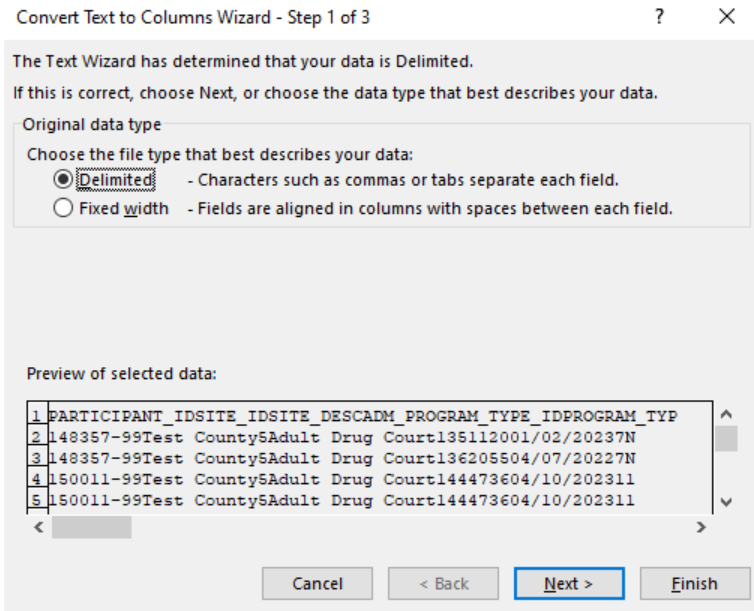 Convert Text to Columns Wizard - Step 1 of 3 ? ×
The Text Wizard has determined that your data is Delimited.
If this is correct, choose Next, or choose the data type that best describes your data.
Original data type
Choose the file type that best describes your data:
Delimited - Characters such as commas or tabs separate each field.
Fixed width - Fields are aligned in columns with spaces between each field.
Preview of selected data:
1 PARTICIPANT_IDSITE_IDSITE_DESCADM_PROGRAM_TYPE_IDPROGRAM_TYP
2 148357-99Test County5Adult Drug Court135112001/02/20237N
3 148357-99Test County5Adult Drug Court136205504/07/20227N
4 150011-99Test County5Adult Drug Court144473604/10/202311
5 150011-99Test County5Adult Drug Court144473604/10/202311
Cancel < Back Next > Finish